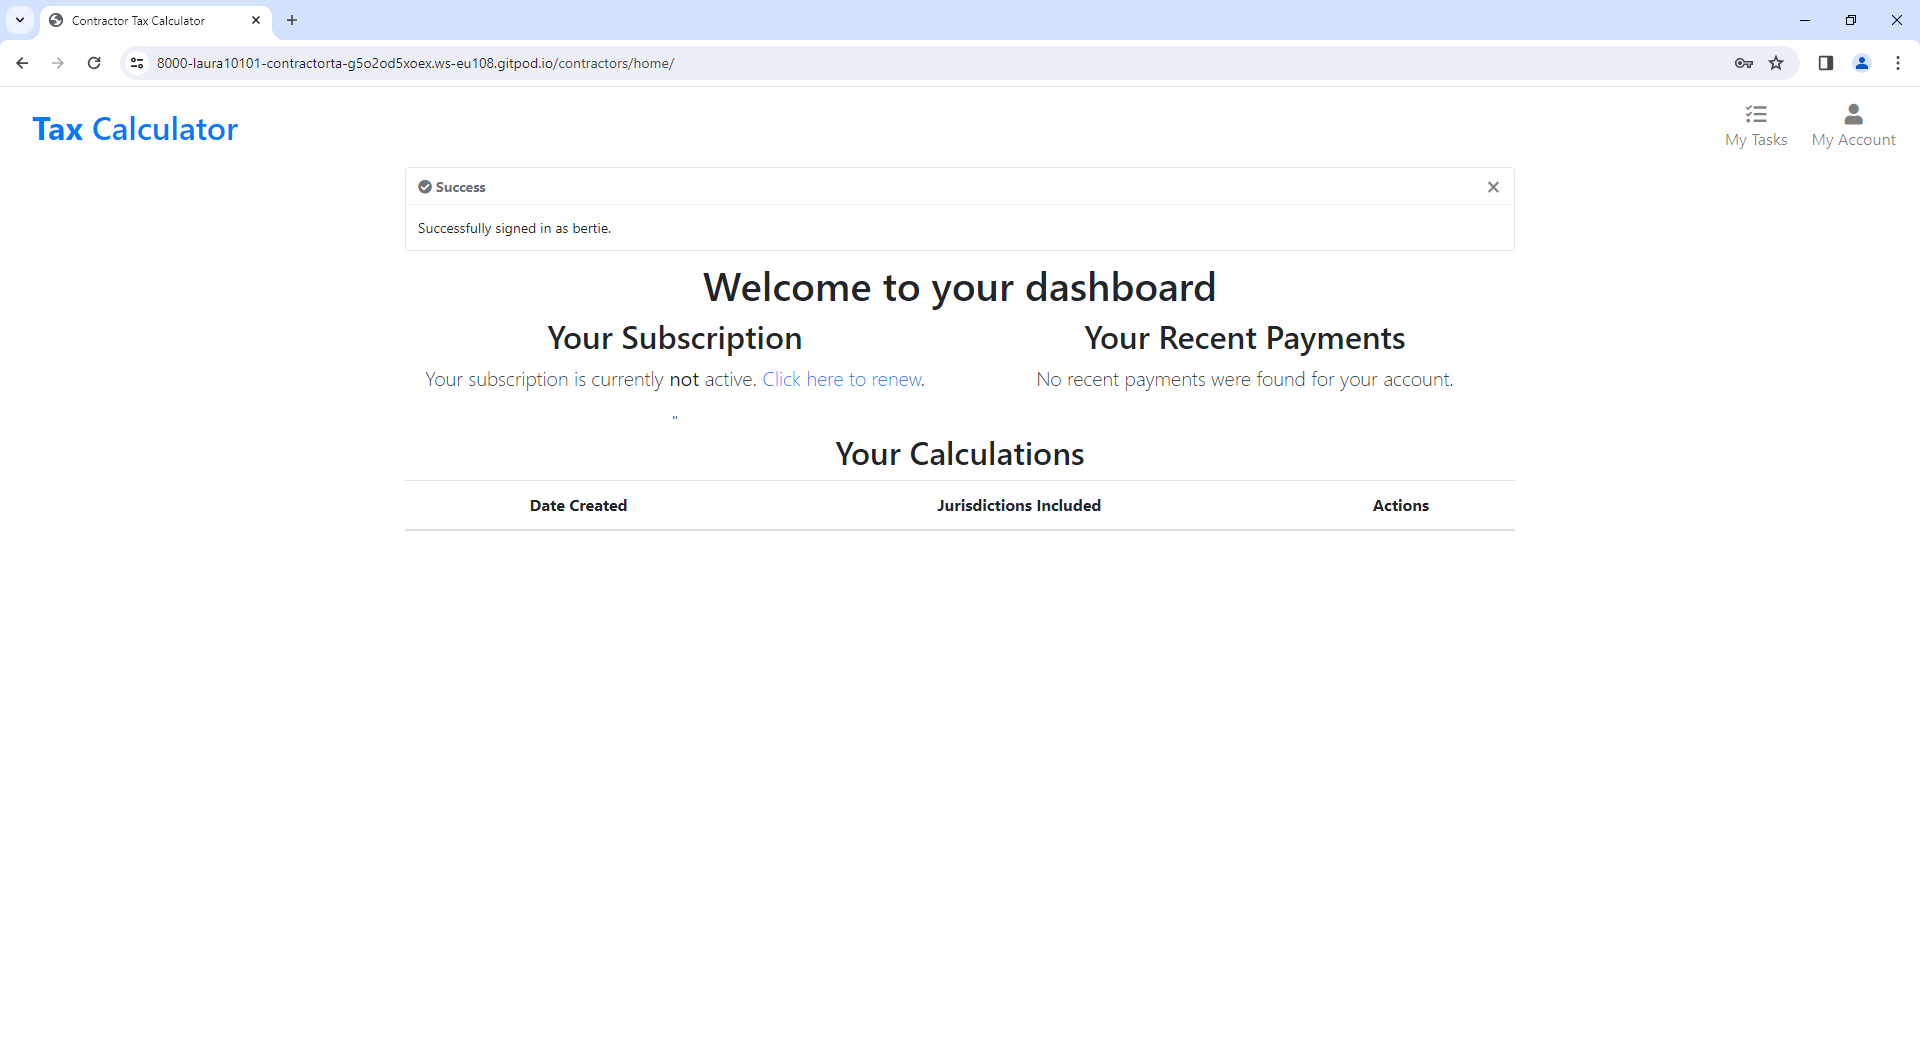 Contractor Tax Calculator
8000-laura10101-contractorta-g5o2od5xoex.ws-eu108.gitpod.io/contractors/home/
Tax Calculator
My Tasks
My Account
Success
Successfully signed in as bertie.
Welcome to your dashboard
Your Subscription
Your subscription is currently not active. Click here to renew.
"
Your Recent Payments
No recent payments were found for your account.
Your Calculations
Date Created Jurisdictions Included Actions